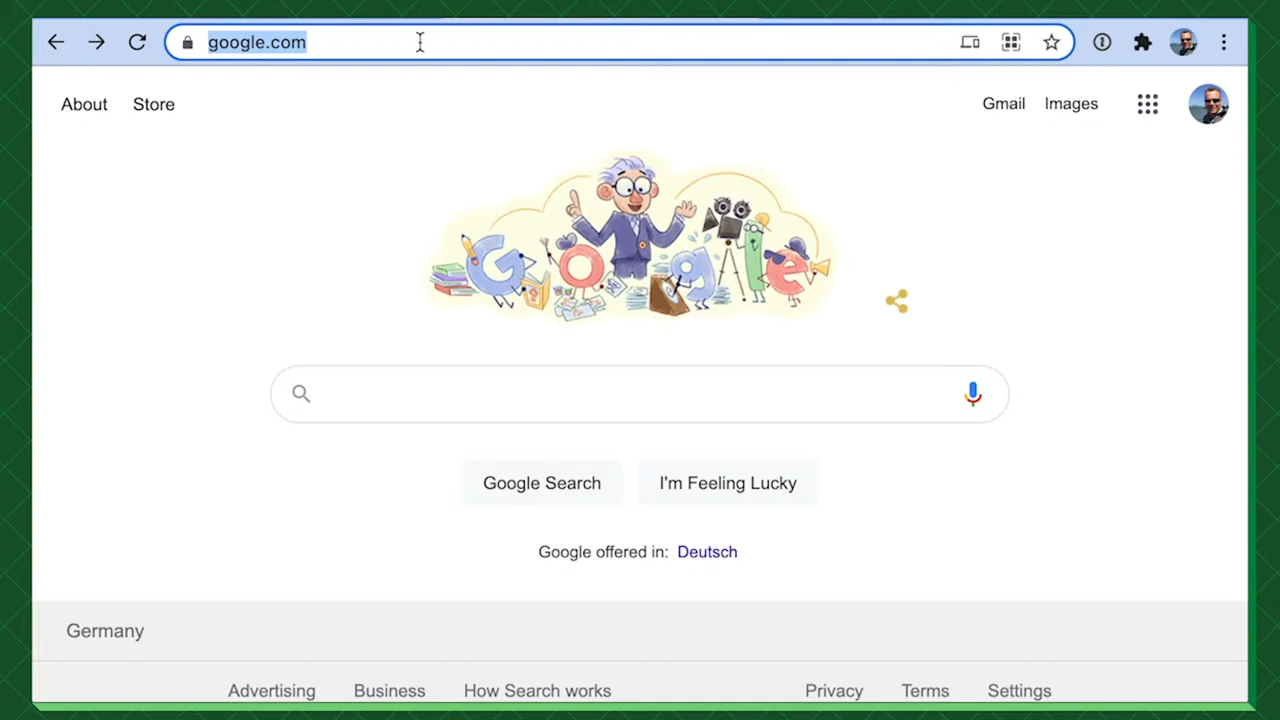 google.com
About Store Gmail Images
Google
Google Search I'm Feeling Lucky
Google offered in: Deutsch
Germany
Advertising Business How Search works Privacy Terms Settings